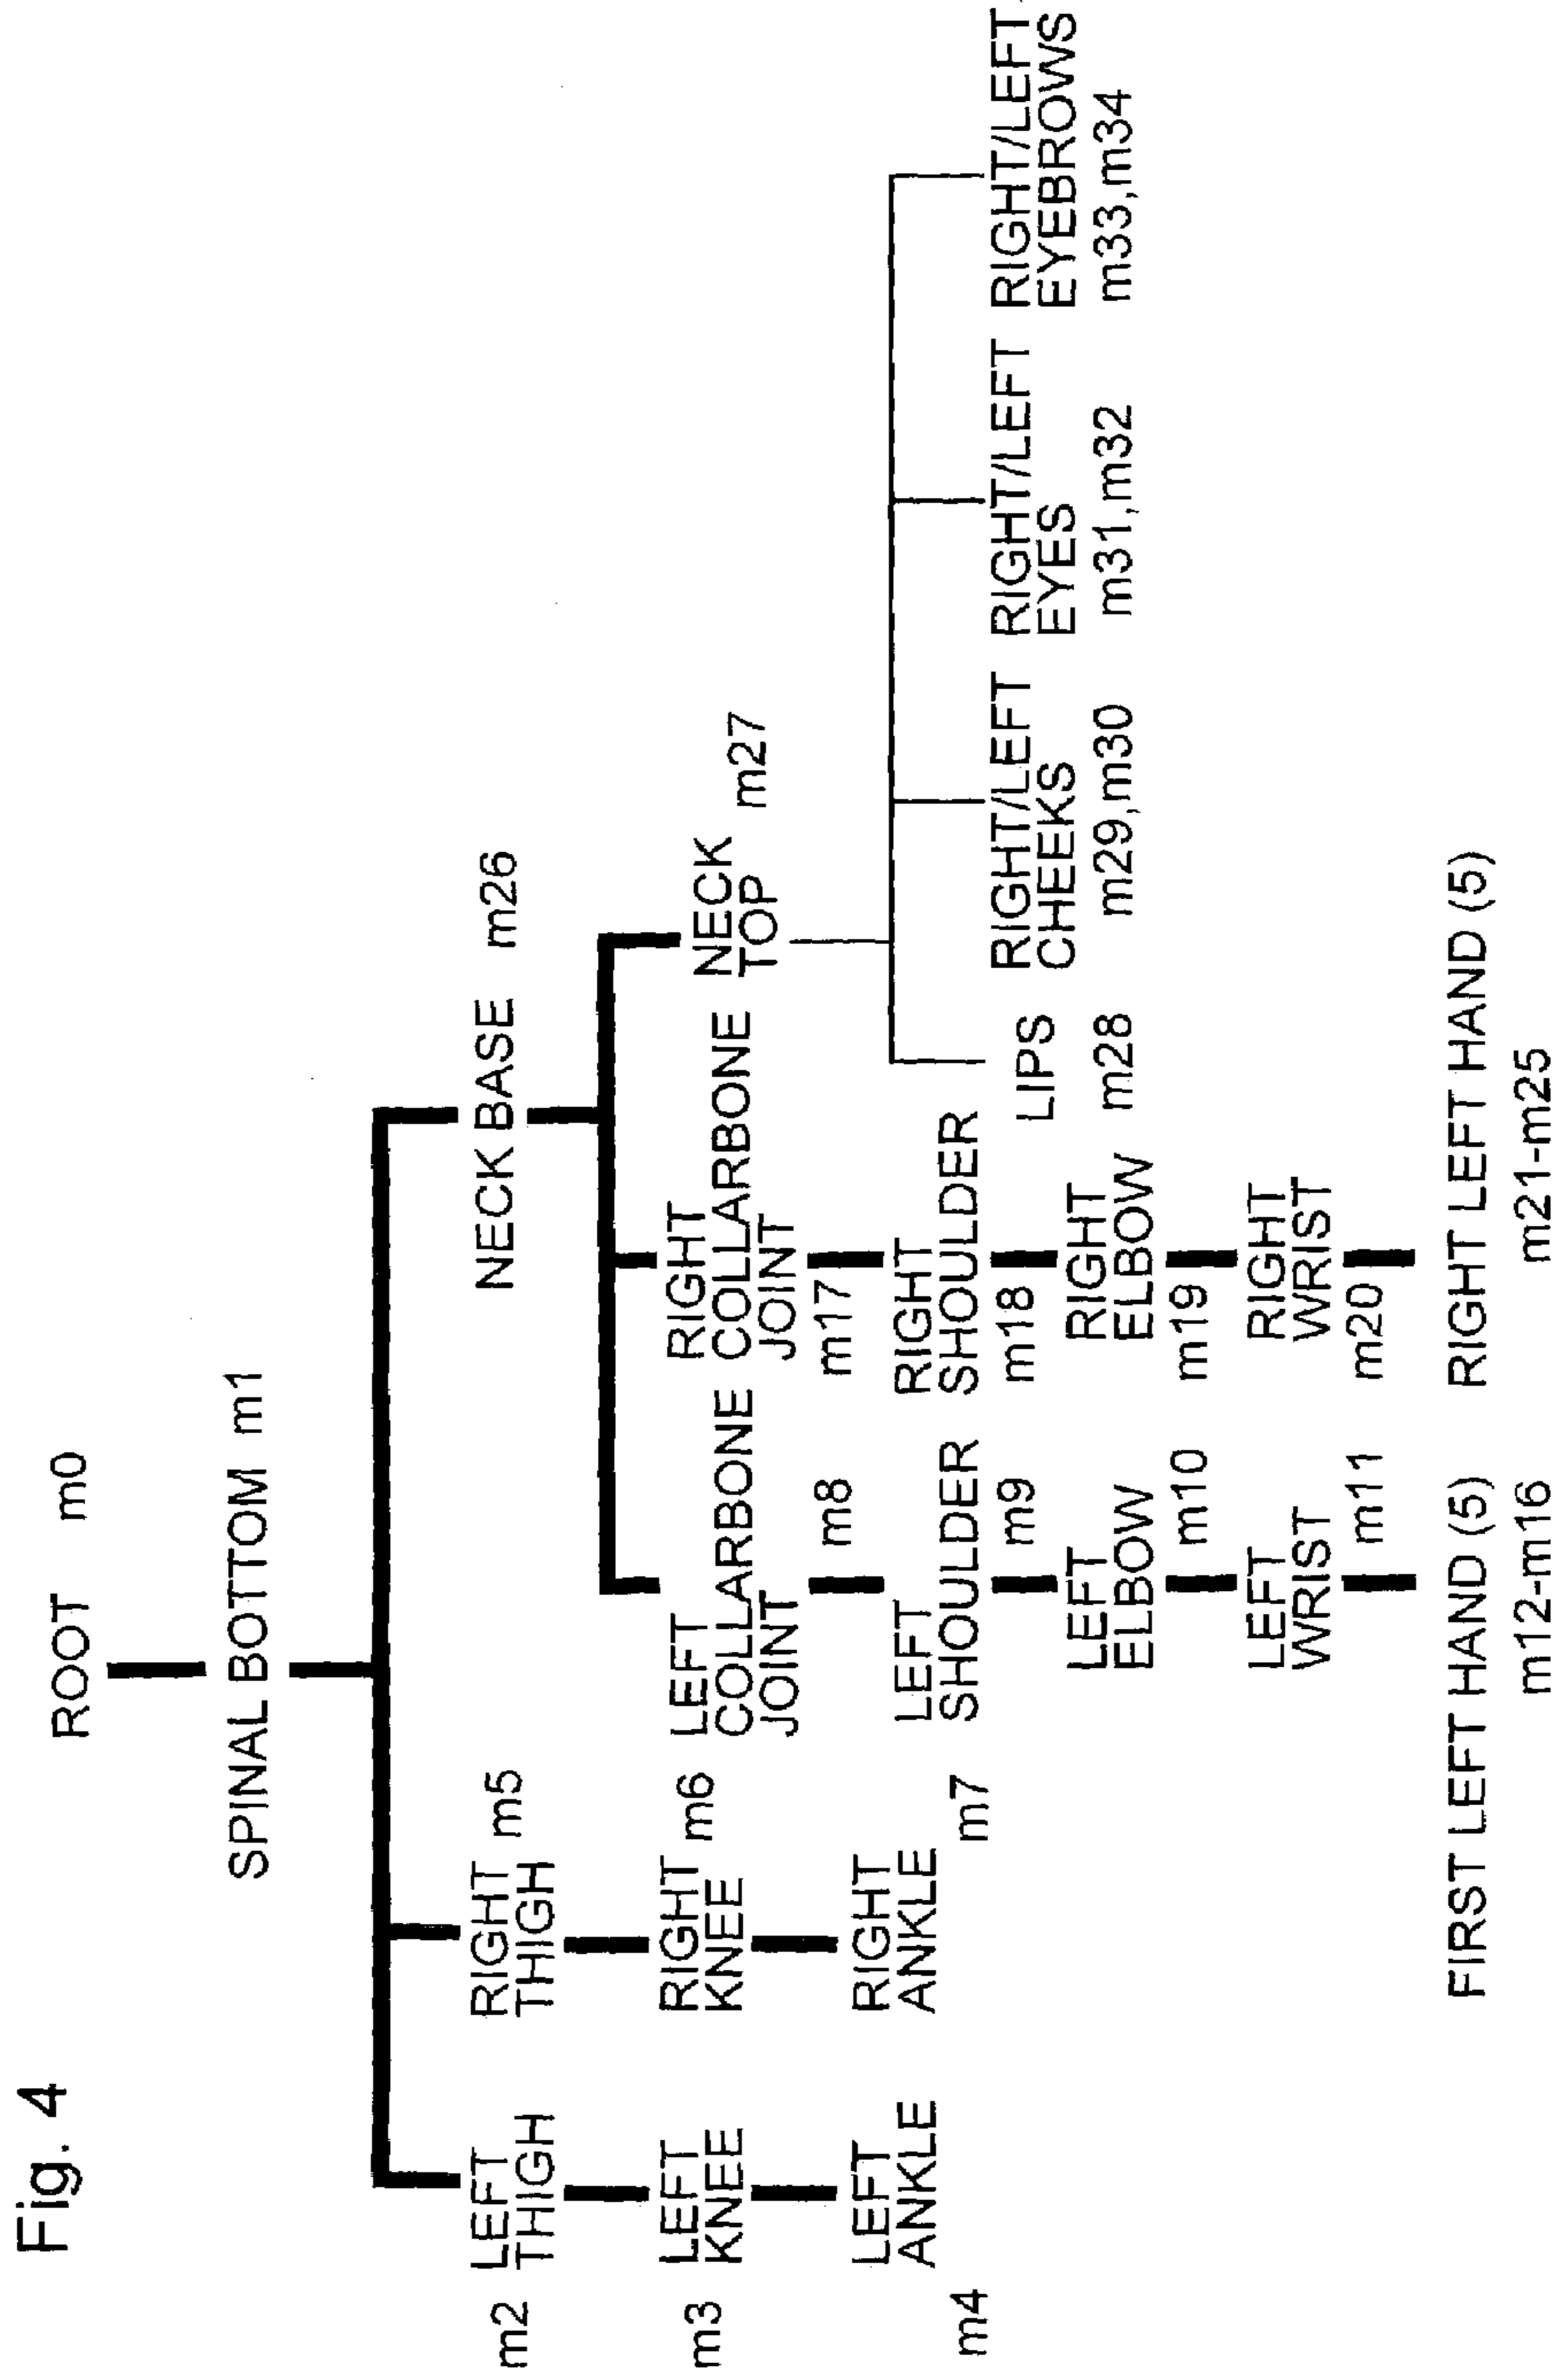 Fig. 4
ROOT m0
SPINAL BOTTOM m1
m2 LEFT
THIGH
RIGHT m5
THIGH
NECK BASE m26
m3 LEFT
KNEE
RIGHT m6
KNEE
LEFT
COLLARBONE
JOINT
m8
RIGHT
COLLARBONE
JOINT
m17
NECK
TOP
m27
LEFT
ANKLE
m4
RIGHT
ANKLE
m7
LEFT
SHOULDER
m9
RIGHT
SHOULDER
m18
LIPS
m28
RIGHT/LEFT
CHEEKS
m29,m30
RIGHT/LEFT
EYES
m31,m32
RIGHT/LEFT
EYEBROWS
m33,m34
LEFT
ELBOW
m10
RIGHT
ELBOW
m19
LEFT
WRIST
m11
RIGHT
WRIST
m20
FIRST LEFT HAND (5)
m12-m16
RIGHT LEFT HAND (5)
m21-m25